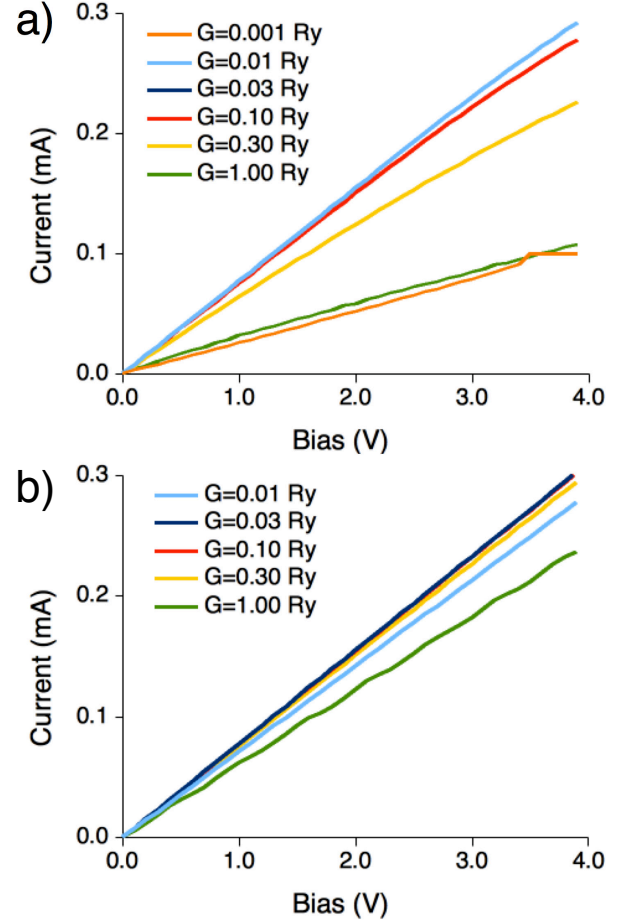 a)
0.3
0.2
0.1
0.0
Current (mA)
G=0.001 Ry
G=0.01 Ry
G=0.03 Ry
G=0.10 Ry
G=0.30 Ry
G=1.00 Ry
0.0 1.0 2.0 3.0 4.0
Bias (V)
b)
0.3
0.2
0.1
0.0
Current (mA)
G=0.01 Ry
G=0.03 Ry
G=0.10 Ry
G=0.30 Ry
G=1.00 Ry
0.0 1.0 2.0 3.0 4.0
Bias (V)